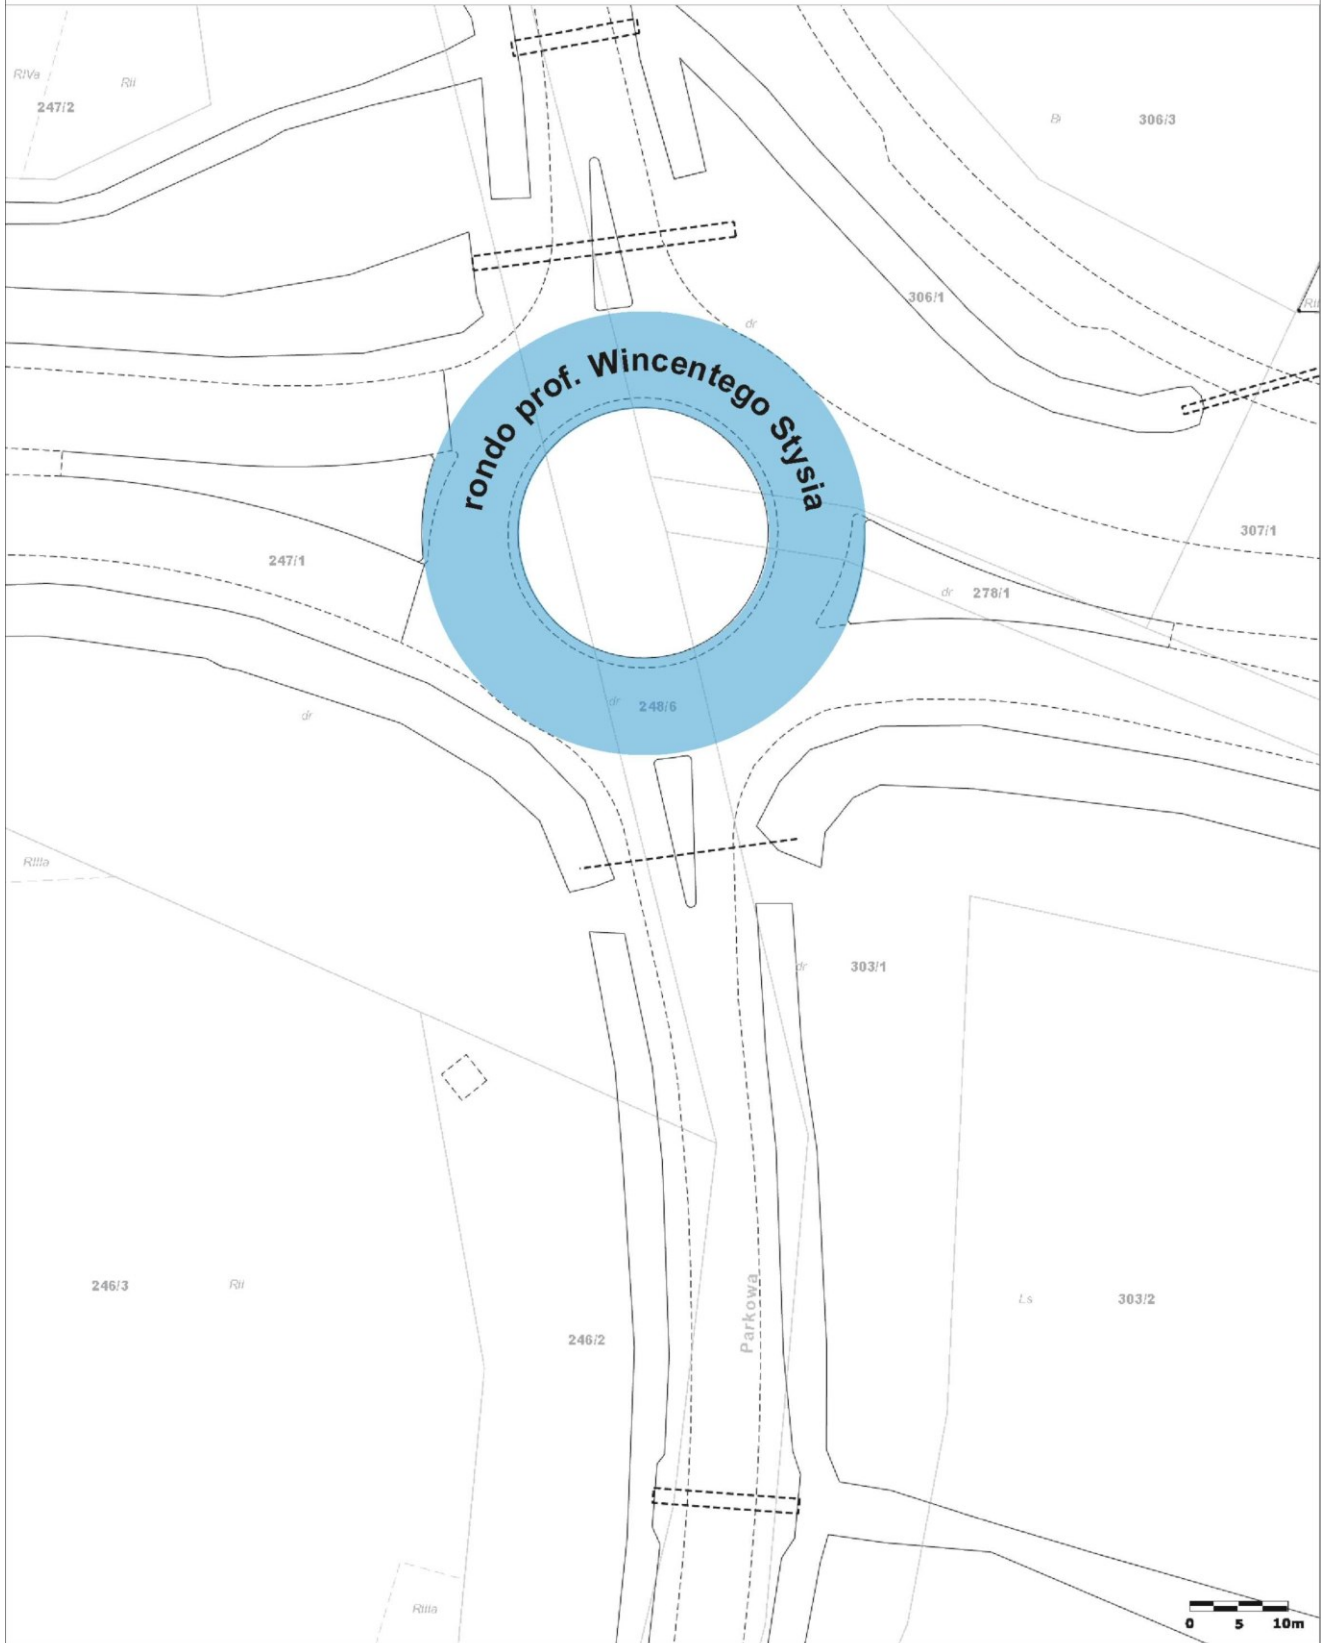 RIVa
RII
247/2
Bi
306/3
306/1
dr
rondo prof. Wincentego Stysia
307/1
247/1
dr
278/1
dr
248/6
dr
RIIIa
dr
303/1
246/3
RII
Ls
303/2
246/2
Parkowa
RIIIa
0 5 10m